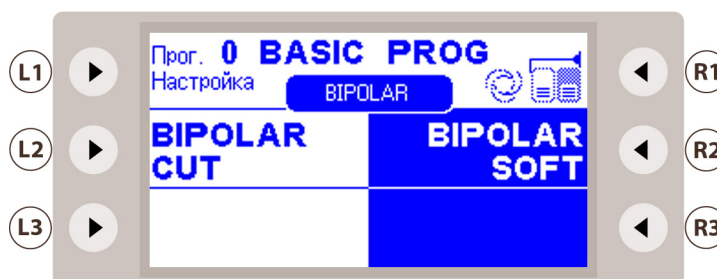 L1
Прог. 0 BASIC PROG
R1
Настройка
BIPOLAR
L2
BIPOLAR
CUT
BIPOLAR
SOFT
R2
L3
R3